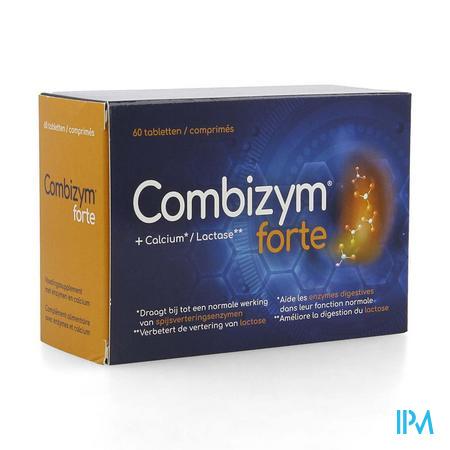 60 tabletten / comprimés
Combizym®
forte
+ Calcium* / Lactase**
*Draagt bij tot een normale werking
van spijsverteringsenzymen
**Verbetert de vertering van lactose
*Aide les enzymes digestives
dans leur fonction normale
**Améliore la digestion du lactose
60 tabletten / comprimés
Combizym®
forte
Voedingssupplement
met enzymen en calcium
Complément alimentaire
avec enzymes et calcium
IPM